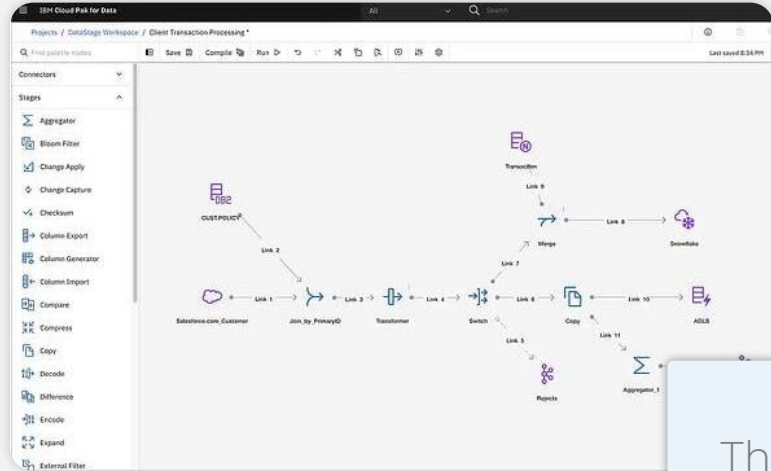 IBM Cloud Pak for Data
All
Search
Projects / DataStage Workspace / Client Transaction Processing *
Find palette nodes
Save
Compile
Run
Last saved 8:34 PM
Connectors
Stages
Aggregator
Bloom Filter
Change Apply
Change Capture
Checksum
Column Export
Column Generator
Column Import
Compare
Compress
Copy
Decode
Difference
Encode
Expand
External Filter
Transaction
Link 9
DB2
CUST.POLICY
Link 8
Merge
Snowflake
Link 2
Link 7
Link 1
Link 3
Link 4
Link 6
Link 10
Salesforce.com_Customer
Join_by_PrimaryID
Transformer
Switch
Copy
ADLS
Link 5
Link 11
Rejects
Aggregator_1
Th